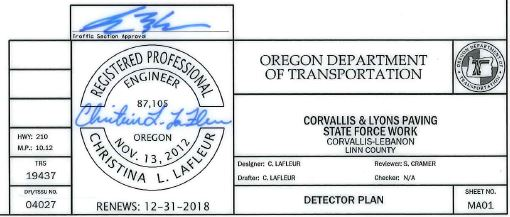 Traffic Section Approval
REGISTERED PROFESSIONAL
ENGINEER
87,105
Christina L. LaFleur
OREGON
NOV. 13, 2012
CHRISTINA L. LAFLEUR
RENEWS: 12-31-2018
HWY: 210
M.P.: 10.12
TRS
19437
DFI/TSSU NO.
04027
OREGON DEPARTMENT
OF TRANSPORTATION
OREGON DEPARTMENT OF
TRANSPORTATION
CORVALLIS & LYONS PAVING
STATE FORCE WORK
CORVALLIS-LEBANON
LINN COUNTY
Designer: C. LAFLEUR Reviewer: S. CRAMER
Drafter: C. LAFLEUR Checker: N/A
DETECTOR PLAN
SHEET NO.
MA01